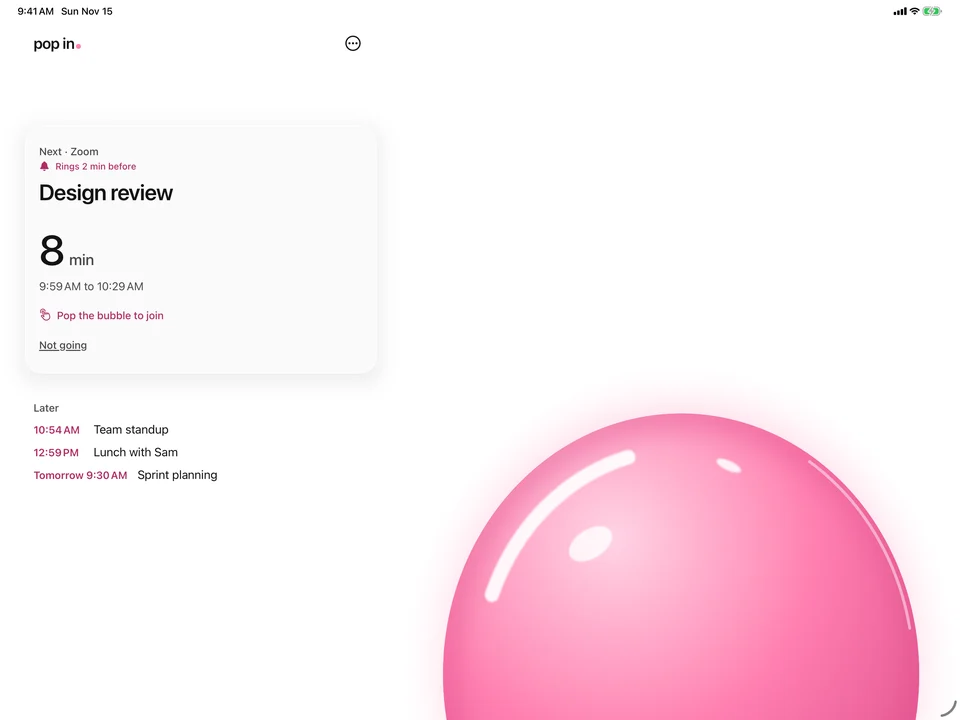 9:41 AM Sun Nov 15
pop in.
Next · Zoom
Rings 2 min before
Design review
8 min
9:59 AM to 10:29 AM
Pop the bubble to join
Not going
Later
10:54 AM Team standup
12:59 PM Lunch with Sam
Tomorrow 9:30 AM Sprint planning